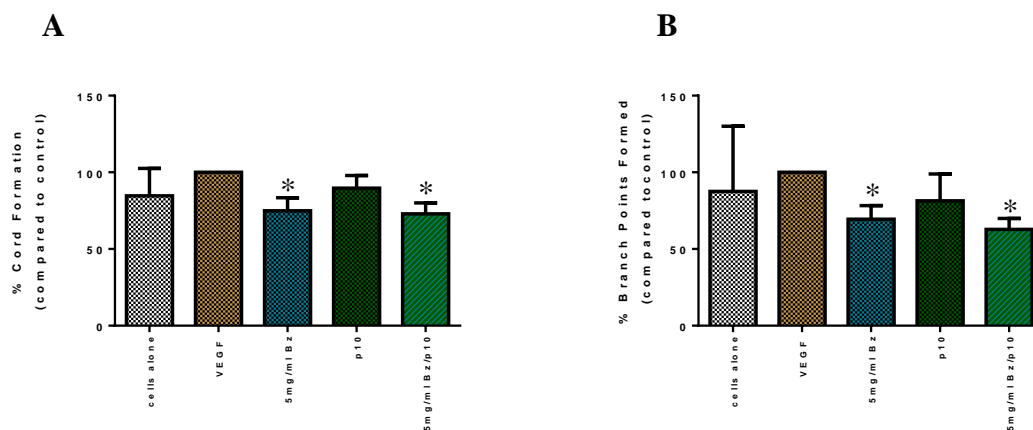 A
% Cord Formation
(compared to control)
150
100
50
0
*
*
cells alone
VEGF
5mg/ml Bz
p10
5mg/ml Bz/p10
B
% Branch Points Formed
(compared tocontrol)
150
100
50
0
*
*
cells alone
VEGF
5mg/ml Bz
p10
5mg/ml Bz/p10